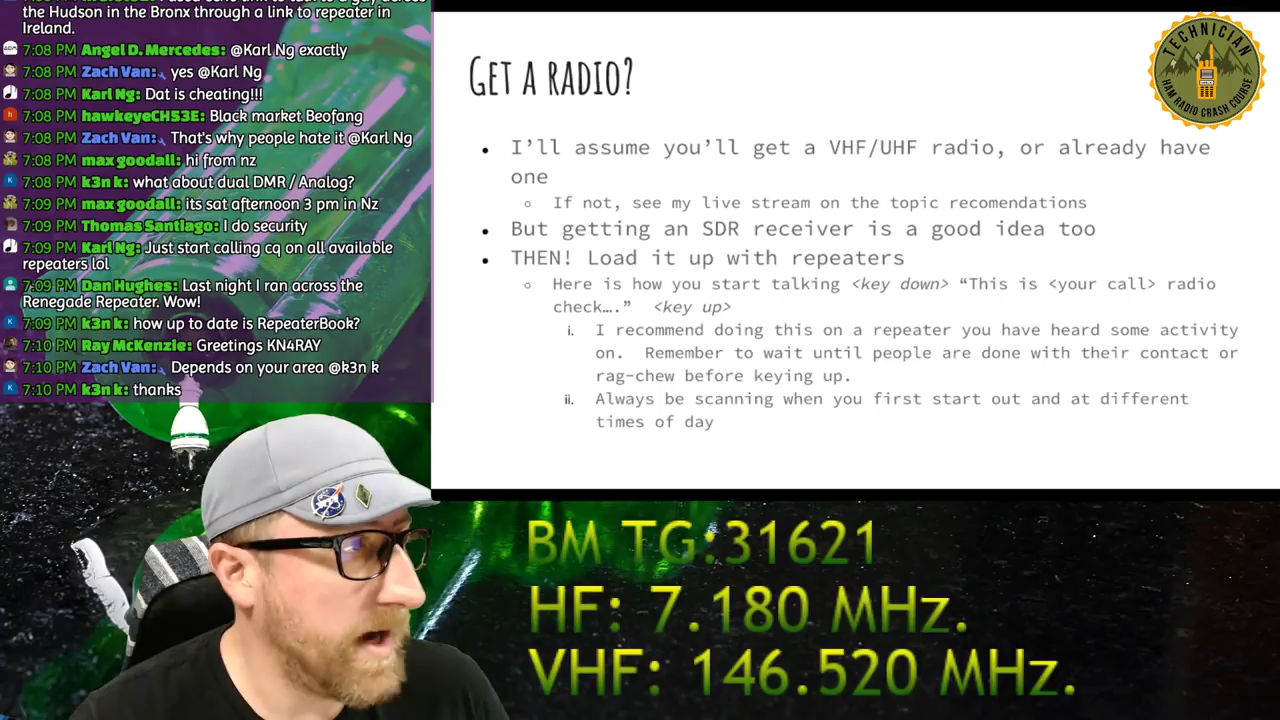 the Hudson in the Bronx through a link to repeater in
Ireland.
7:08 PM Angel D. Mercedes: @Karl Ng exactly
7:08 PM Zach Van: yes @Karl Ng
7:08 PM Karl Ng: Dat is cheating!!!
7:08 PM hawkeyeCH53E: Black market Beofang
7:08 PM Zach Van: That's why people hate it @Karl Ng
7:08 PM max goodall: hi from nz
7:08 PM k3n k: what about dual DMR / Analog?
7:09 PM max goodall: its sat afternoon 3 pm in Nz
7:09 PM Thomas Santiago: I do security
7:09 PM Karl Ng: Just start calling cq on all available
repeaters lol
7:09 PM Dan Hughes: Last night I ran across the
Renegade Repeater. Wow!
7:09 PM k3n k: how up to date is RepeaterBook?
7:10 PM Ray McKenzie: Greetings KN4RAY
7:10 PM Zach Van: Depends on your area @k3n k
7:10 PM k3n k: thanks
GET A RADIO?
TECHNICIAN
HAM RADIO CRASH COURSE
• I'll assume you'll get a VHF/UHF radio, or already have
one
○ If not, see my live stream on the topic recomendations
• But getting an SDR receiver is a good idea too
• THEN! Load it up with repeaters
○ Here is how you start talking <key down> “This is <your call> radio
check….” <key up>
i. I recommend doing this on a repeater you have heard some activity
on. Remember to wait until people are done with their contact or
rag-chew before keying up.
ii. Always be scanning when you first start out and at different
times of day
NASA
BM TG:31621
HF: 7.180 MHz.
VHF: 146.520 MHz.